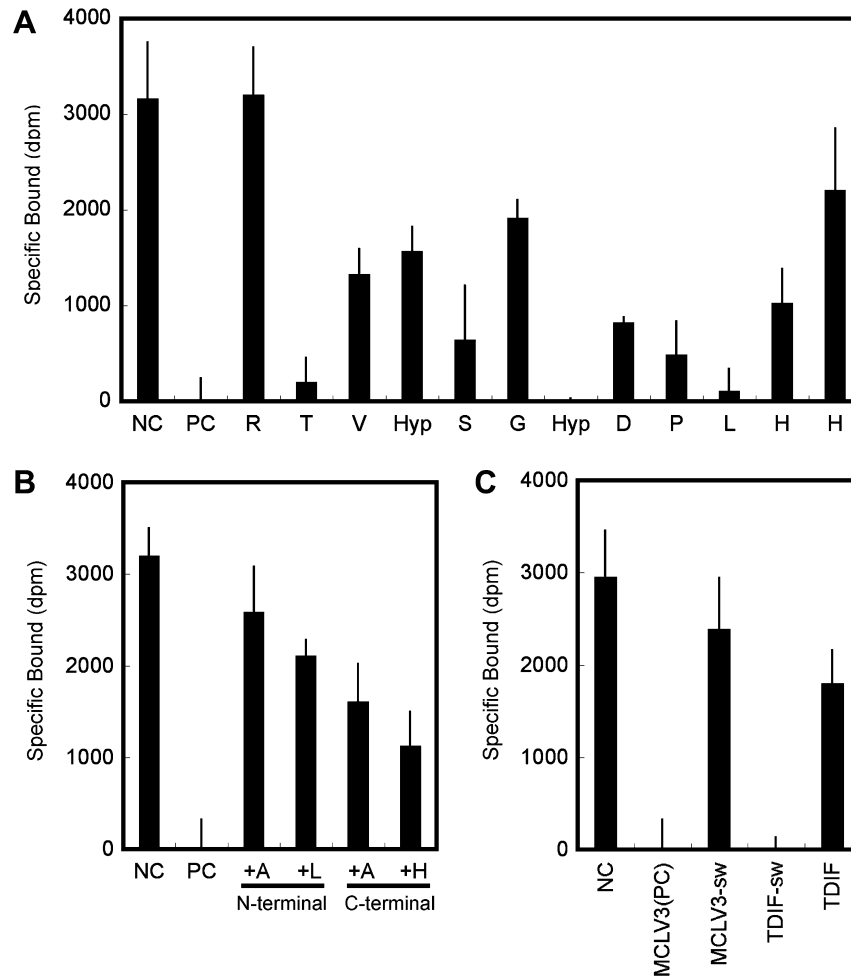 A
4000
3000
2000
1000
0
Specific Bound (dpm)
NC PC R T V Hyp S G Hyp D P L H H
B
4000
3000
2000
1000
0
Specific Bound (dpm)
NC PC +A +L +A +H
N-terminal C-terminal
C
4000
3000
2000
1000
0
Specific Bound (dpm)
NC
MCLV3(PC)
MCLV3-sw
TDIF-sw
TDIF